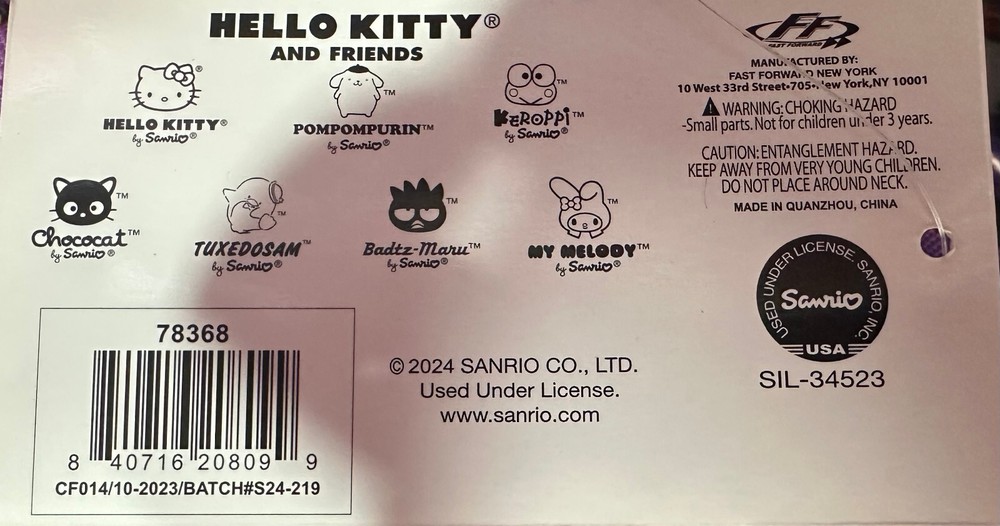 HELLO KITTY®
AND FRIENDS
HELLO KITTY®
by Sanrio®
POMPOMPURIN™
by Sanrio®
KEROPPI™
by Sanrio®
Chococat™
by Sanrio®
TUXEDOSAM™
by Sanrio®
Badtz-Maru™
by Sanrio®
MY MELODY™
by Sanrio®
FF
FAST FORWARD
MANUFACTURED BY:
FAST FORWARD NEW YORK
10 West 33rd Street•705•New York,NY 10001
WARNING: CHOKING HAZARD
-Small parts. Not for children under 3 years.
CAUTION: ENTANGLEMENT HAZARD.
KEEP AWAY FROM VERY YOUNG CHILDREN.
DO NOT PLACE AROUND NECK.
MADE IN QUANZHOU, CHINA
USED UNDER LICENSE. SANRIO, INC.
Sanrio
USA
SIL-34523
78368
8 40716 20809 9
CF014/10-2023/BATCH#S24-219
© 2024 SANRIO CO., LTD.
Used Under License.
www.sanrio.com